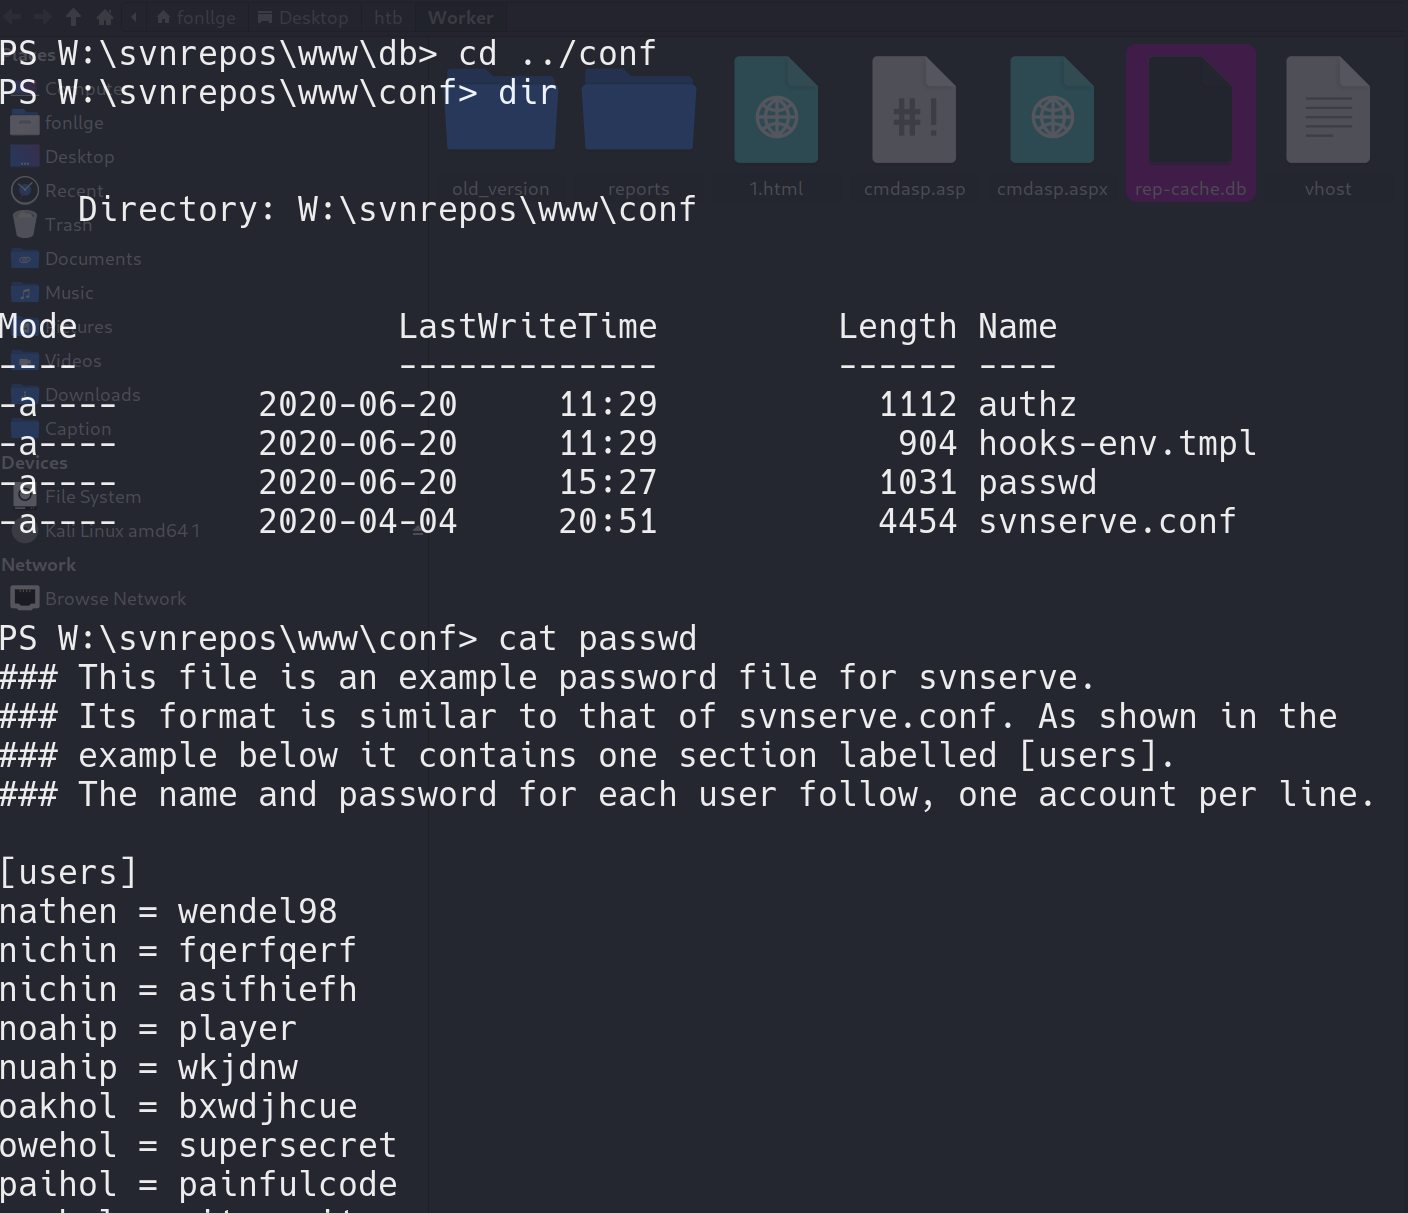 fonllge Desktop htb Worker
PS W:\svnrepos\www\db> cd ../conf
PS W:\svnrepos\www\conf> dir
fonllge
Desktop
old_version reports 1.html cmdasp.asp cmdasp.aspx rep-cache.db vhost
Recent
    Directory: W:\svnrepos\www\conf
Trash
Documents
Music
Mode                LastWriteTime         Length Name
----                -------------         ------ ----
Videos
Downloads
-a----       2020-06-20     11:29           1112 authz
Caption
-a----       2020-06-20     11:29            904 hooks-env.tmpl
Devices
-a----       2020-06-20     15:27           1031 passwd
File System
-a----       2020-04-04     20:51           4454 svnserve.conf
Kali Linux amd64 1
Network
Browse Network
PS W:\svnrepos\www\conf> cat passwd
### This file is an example password file for svnserve.
### Its format is similar to that of svnserve.conf. As shown in the
### example below it contains one section labelled [users].
### The name and password for each user follow, one account per line.
[users]
nathen = wendel98
nichin = fqerfqerf
nichin = asifhiefh
noahip = player
nuahip = wkjdnw
oakhol = bxwdjhcue
owehol = supersecret
paihol = painfulcode